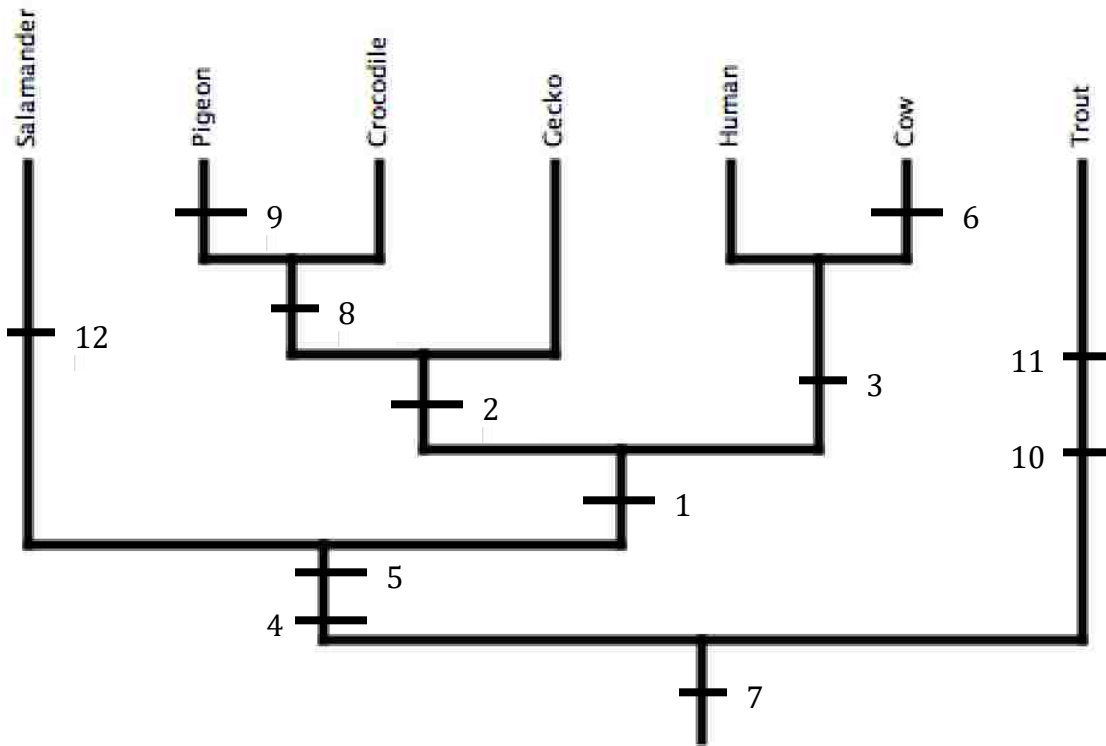 Salamander
Pigeon
Crocodile
Gecko
Human
Cow
Trout
9
6
8
12
11
3
2
10
1
5
4
7